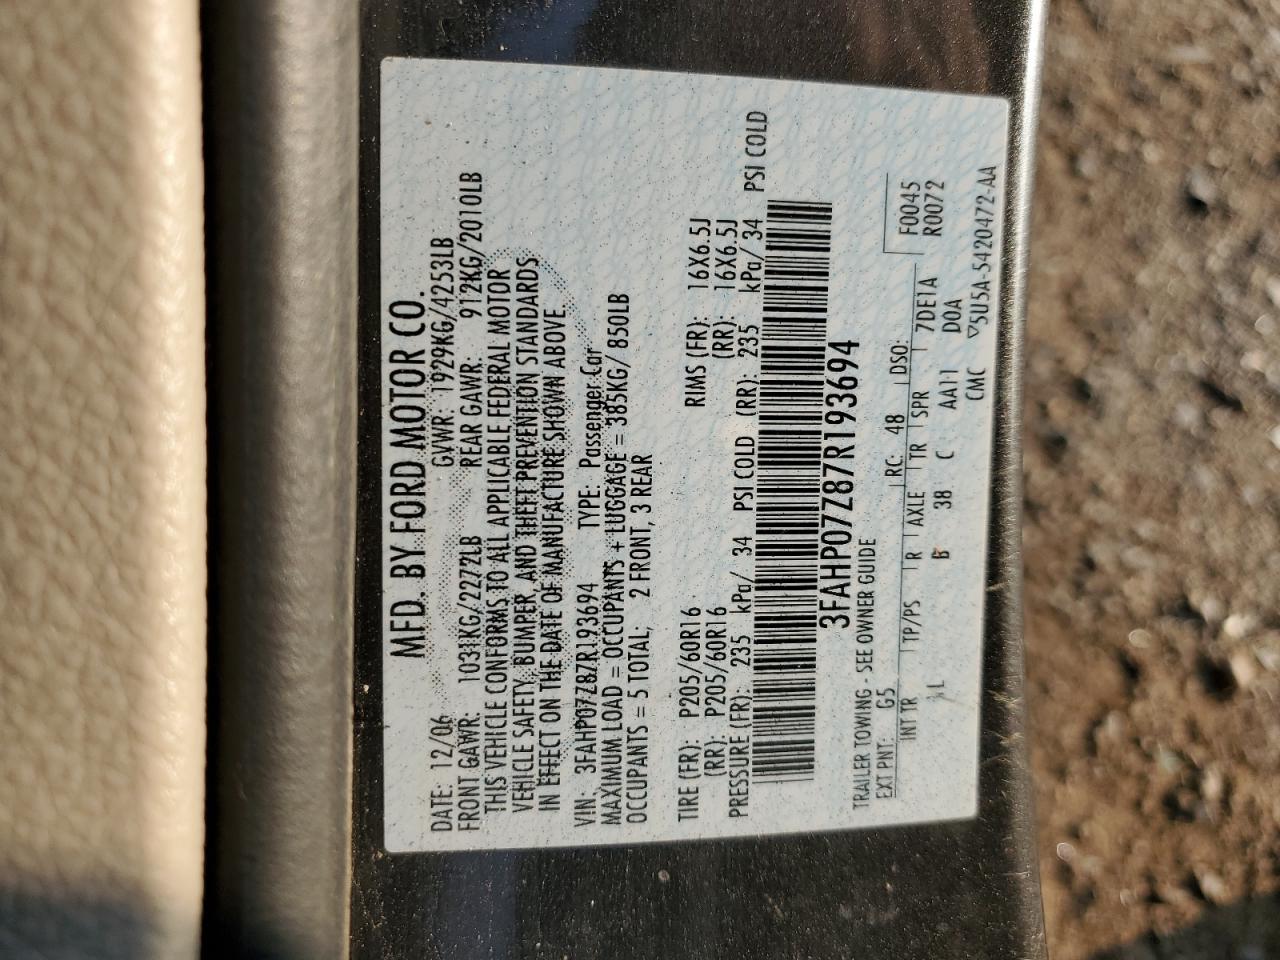 MFD. BY FORD MOTOR CO.
DATE: 12/06 GVWR: 1929KG/4253LB
FRONT GAWR: 1031KG/2272LB REAR GAWR: 912KG/2010LB
THIS VEHICLE CONFORMS TO ALL APPLICABLE FEDERAL MOTOR
VEHICLE SAFETY, BUMPER, AND THEFT PREVENTION STANDARDS
IN EFFECT ON THE DATE OF MANUFACTURE SHOWN ABOVE.
VIN: 3FAHP07Z87R193694 TYPE: Passenger Car
MAXIMUM LOAD = OCCUPANTS + LUGGAGE = 385KG/ 850LB
OCCUPANTS = 5 TOTAL, 2 FRONT, 3 REAR
TIRE (FR): P205/60R16 RIMS (FR): 16X6.5J
(RR): P205/60R16 (RR): 16X6.5J
PRESSURE (FR): 235 kPa/ 34 PSI COLD (RR): 235 kPa/ 34 PSI COLD
3FAHP07Z87R193694
TRAILER TOWING - SEE OWNER GUIDE
EXT PNT: G5 RC: 48 DSO: F0045
INT TR TP/PS R AXLE TR SPR 7DE1A R0072
L B 38 C AA11 D0A
CMC ▽5U5A-5420472-AA